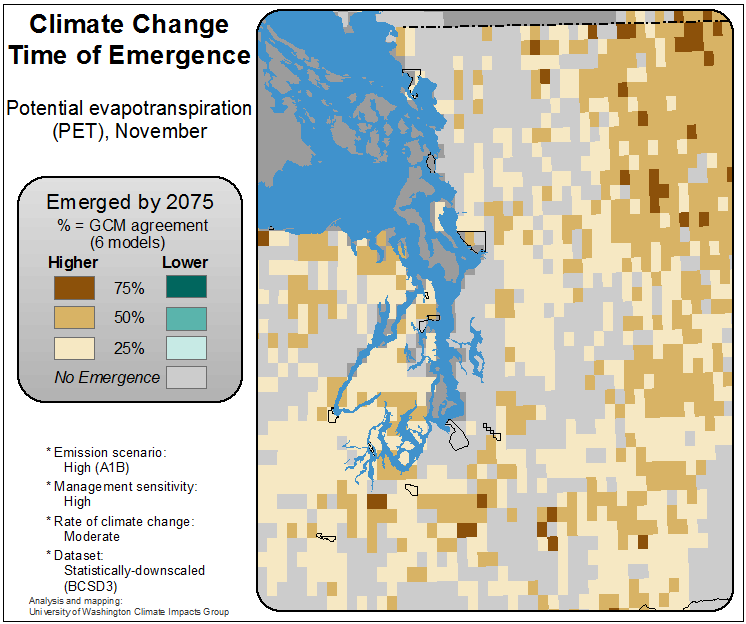 Climate Change
Time of Emergence
Potential evapotranspiration
(PET), November
Emerged by 2075
% = GCM agreement
(6 models)
Higher Lower
75%
50%
25%
No Emergence
* Emission scenario:
High (A1B)
* Management sensitivity:
High
* Rate of climate change:
Moderate
* Dataset:
Statistically-downscaled
(BCSD3)
Analysis and mapping:
University of Washington Climate Impacts Group